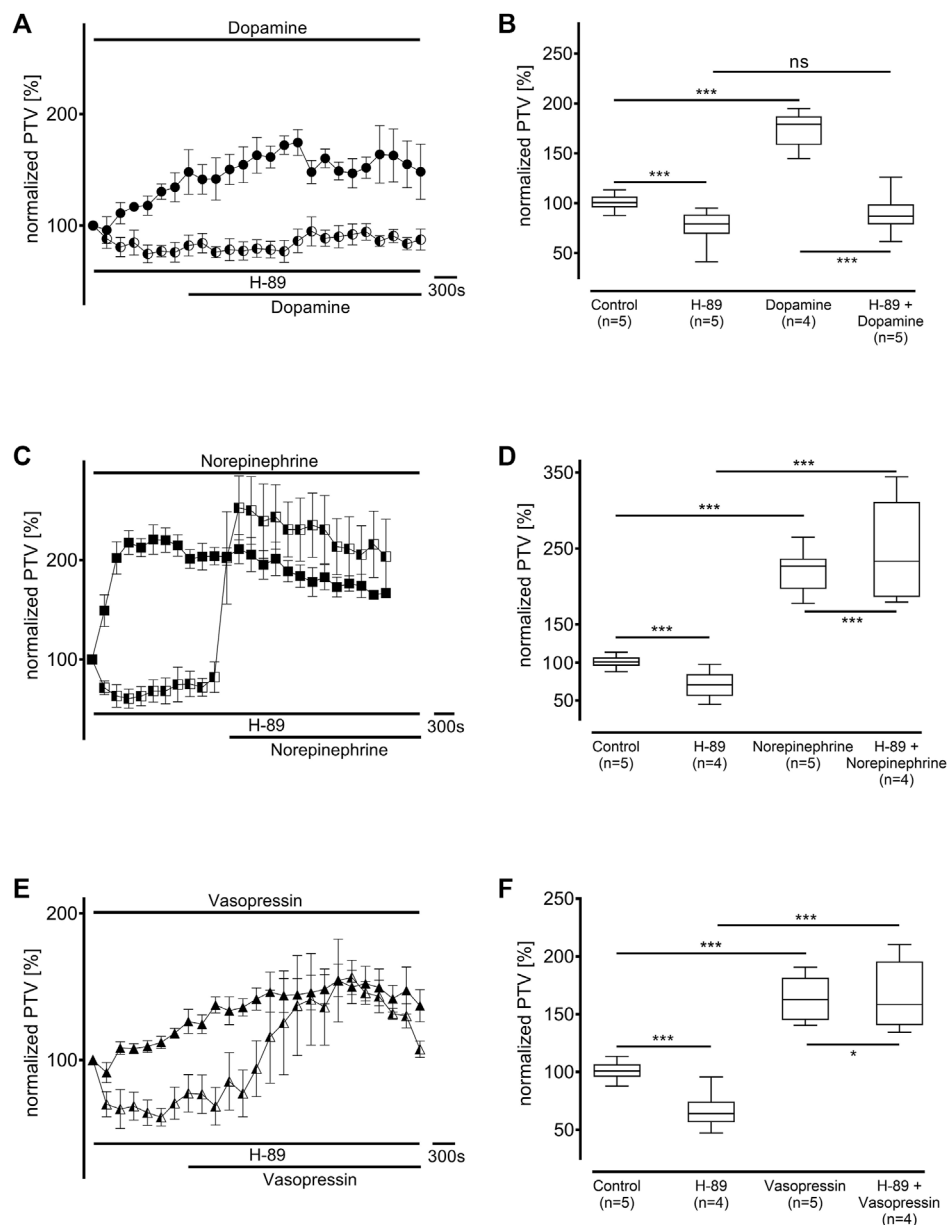 A
Dopamine
normalized PTV [%]
200
100
H-89
Dopamine
300s
B
normalized PTV [%]
250
200
150
100
50
ns
***
***
***
Control
(n=5)
H-89
(n=5)
Dopamine
(n=4)
H-89 +
Dopamine
(n=5)
C
Norepinephrine
normalized PTV [%]
200
100
H-89
Norepinephrine
300s
D
normalized PTV [%]
350
250
150
100
50
***
***
***
***
Control
(n=5)
H-89
(n=4)
Norepinephrine
(n=5)
H-89 +
Norepinephrine
(n=4)
E
Vasopressin
normalized PTV [%]
200
100
H-89
Vasopressin
300s
F
normalized PTV [%]
250
200
150
100
50
***
***
***
*
Control
(n=5)
H-89
(n=4)
Vasopressin
(n=5)
H-89 +
Vasopressin
(n=4)